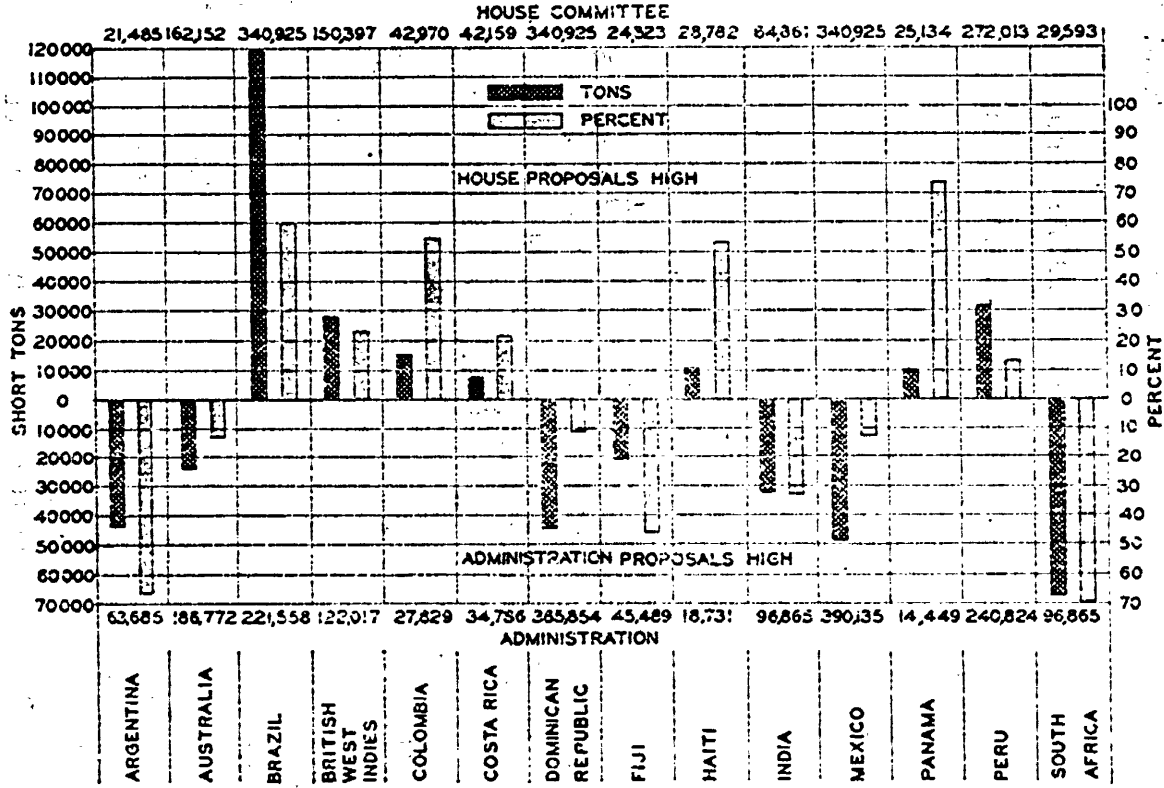 HOUSE COMMITTEE
21,485 162,152 340,925 150,397 42,970 42,159 340,925 24,323 28,782 64,361 340,925 25,134 272,013 29,593
120000
110000
100000
90000
80000
70000
60000
50000
40000
30000
20000
10000
0
10000
20000
30000
40000
50000
60000
70000
SHORT TONS
TONS
PERCENT
HOUSE PROPOSALS HIGH
ADMINISTRATION PROPOSALS HIGH
100
90
80
70
60
50
40
30
20
10
0
10
20
30
40
50
60
70
PERCENT
63,685 186,772 221,558 122,017 27,829 34,786 385,854 45,489 18,731 96,865 390,135 14,449 240,824 96,865
ADMINISTRATION
ARGENTINA
AUSTRALIA
BRAZIL
BRITISH
WEST
INDIES
COLOMBIA
COSTA RICA
DOMINICAN
REPUBLIC
FIJI
HAITI
INDIA
MEXICO
PANAMA
PERU
SOUTH
AFRICA